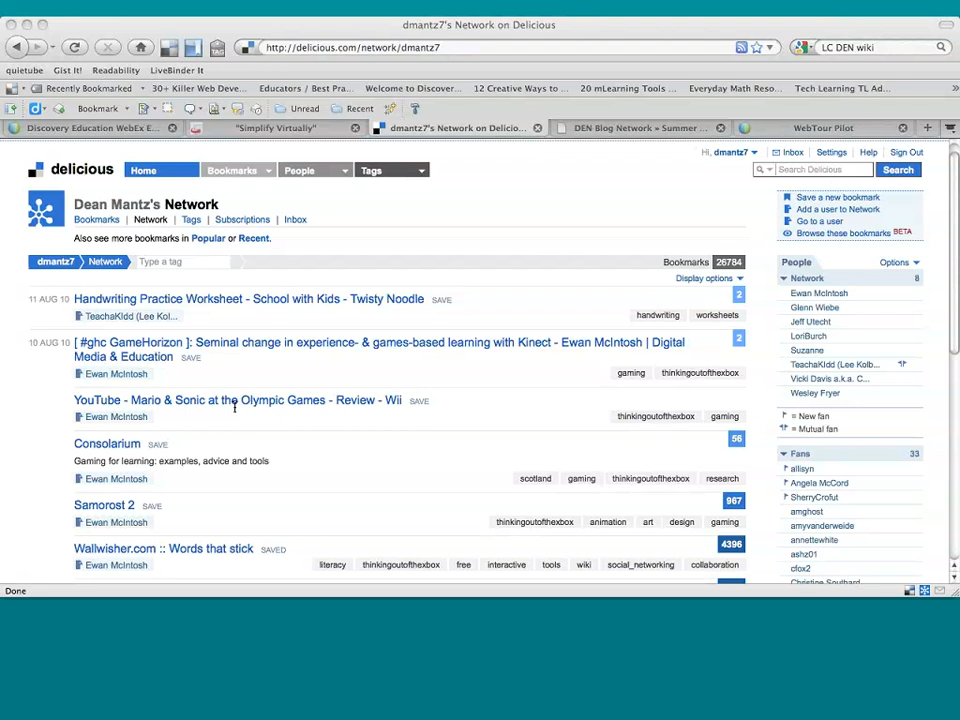 dmantz7's Network on Delicious
http://delicious.com/network/dmantz7
LC DEN wiki
TAG
quietube Gist It! Readability LiveBinder It
Recently Bookmarked 30+ Killer Web Deve... Educators / Best Pra... Welcome to Discover... 12 Creative Ways to ... 20 mLearning Tools ... Everyday Math Reso... Tech Learning TL Ad...
Bookmark Unread Recent
Discovery Education WebEx E... "Simplify Virtually" dmantz7's Network on Delicio... DEN Blog Network » Summer ... WebTour Pilot
Hi, dmantz7 Inbox Settings Help Sign Out
delicious Home Bookmarks People Tags Search Delicious Search
Dean Mantz's Network
Bookmarks Network Tags Subscriptions Inbox
Also see more bookmarks in Popular or Recent.
Save a new bookmark
Add a user to Network
Go to a user
Browse these bookmarks BETA
dmantz7 Network Type a tag Bookmarks 26784
Display options
11 AUG 10 Handwriting Practice Worksheet - School with Kids - Twisty Noodle SAVE 2
TeachaKIdd (Lee Kol... handwriting worksheets
10 AUG 10 [ #ghc GameHorizon ]: Seminal change in experience- & games-based learning with Kinect - Ewan McIntosh | Digital Media & Education SAVE 2
Ewan McIntosh gaming thinkingoutofthexbox
YouTube - Mario & Sonic at the Olympic Games - Review - Wii SAVE
Ewan McIntosh thinkingoutofthexbox gaming
Consolarium SAVE 56
Gaming for learning: examples, advice and tools
Ewan McIntosh scotland gaming thinkingoutofthexbox research
Samorost 2 SAVE 967
Ewan McIntosh thinkingoutofthexbox animation art design gaming
Wallwisher.com :: Words that stick SAVED 4396
Ewan McIntosh literacy thinkingoutofthexbox free interactive tools wiki social_networking collaboration
People Options
Network 8
Ewan McIntosh
Glenn Wiebe
Jeff Utecht
LoriBurch
Suzanne
TeachaKIdd (Lee Kolb...
Vicki Davis a.k.a. C...
Wesley Fryer
= New fan
= Mutual fan
Fans 33
allisyn
Angela McCord
SherryCrofut
amghost
amyvanderweide
annettewhite
ashz01
cfox2
Christine Southard
Done